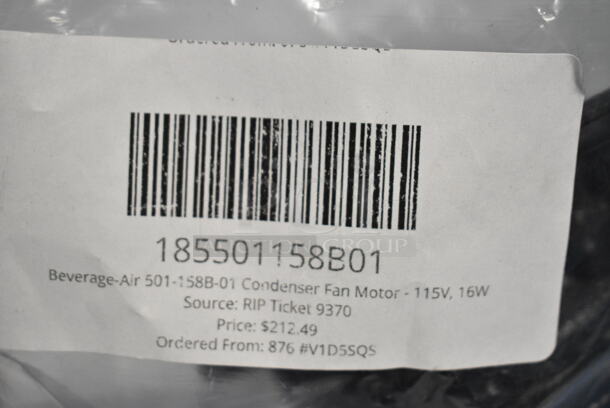 185501158B01
GROUP
Beverage-Air 501-158B-01 Condenser Fan Motor - 115V, 16W
Source: RIP Ticket 9370
Price: $212.49
Ordered From: 876 #V1D5SQS